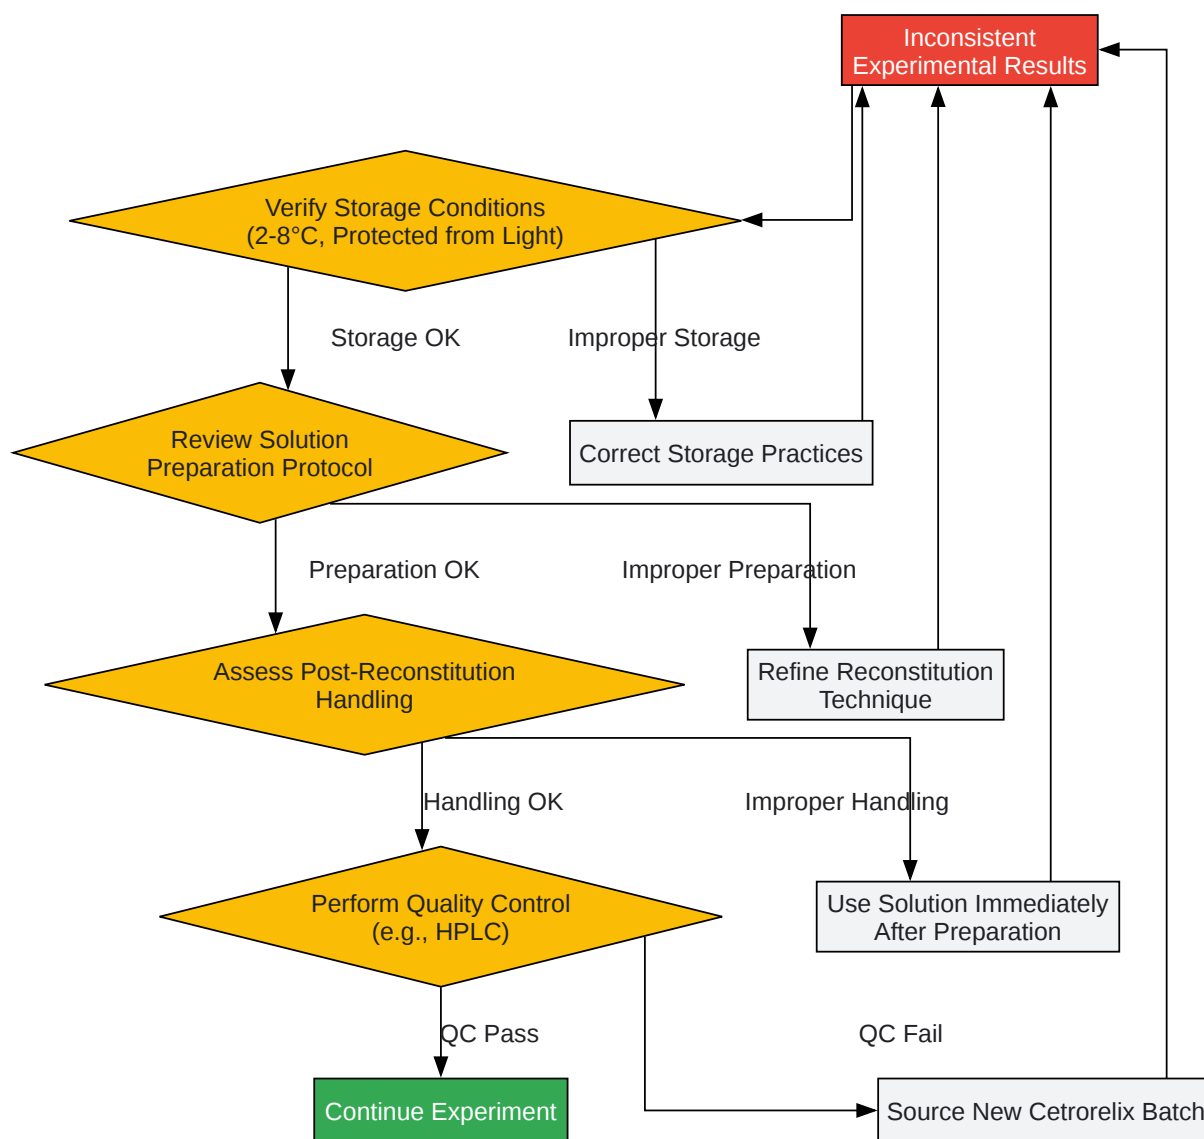 Inconsistent
Experimental Results
Verify Storage Conditions
(2-8°C, Protected from Light)
Storage OK
Improper Storage
Review Solution
Preparation Protocol
Correct Storage Practices
Preparation OK
Improper Preparation
Assess Post-Reconstitution
Handling
Refine Reconstitution
Technique
Handling OK
Improper Handling
Perform Quality Control
(e.g., HPLC)
Use Solution Immediately
After Preparation
QC Pass
QC Fail
Continue Experiment
Source New Cetrorelix Batch